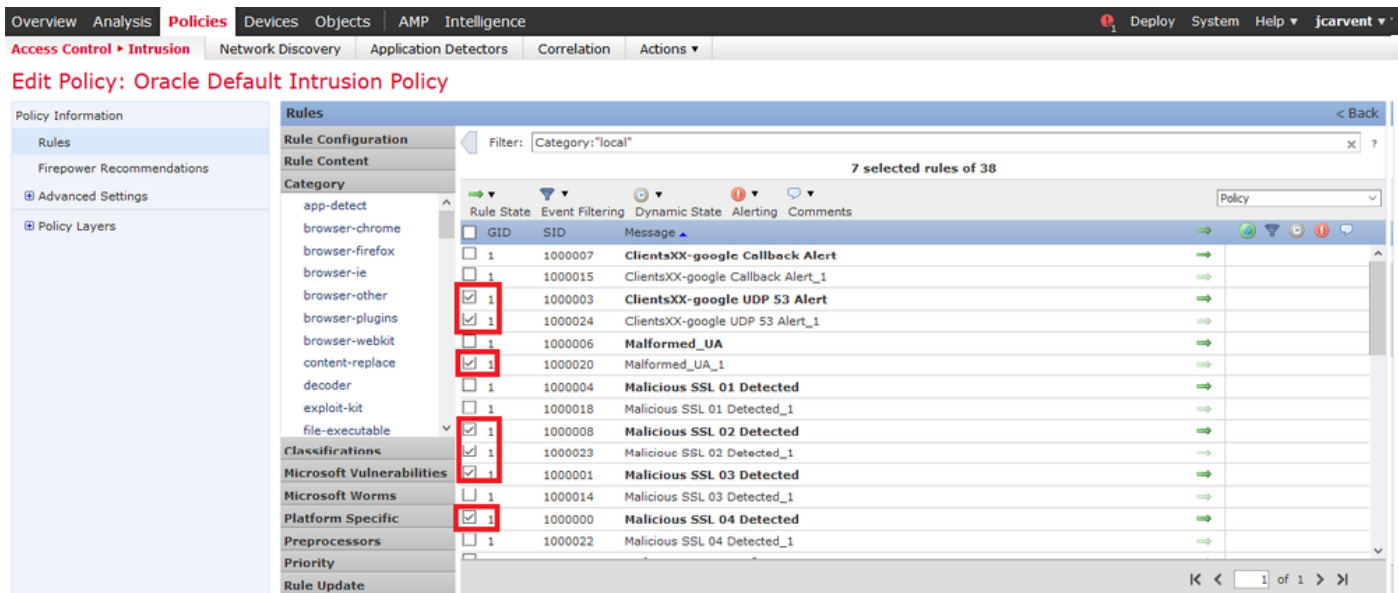 Overview Analysis Policies Devices Objects AMP Intelligence 1 Deploy System Help ▾ jcarvent ▾
Access Control ▸ Intrusion Network Discovery Application Detectors Correlation Actions ▾
Edit Policy: Oracle Default Intrusion Policy
Policy Information
Rules
Firepower Recommendations
Advanced Settings
Policy Layers
Rules < Back
Rule Configuration
Rule Content
Category
app-detect
browser-chrome
browser-firefox
browser-ie
browser-other
browser-plugins
browser-webkit
content-replace
decoder
exploit-kit
file-executable
Classifications
Microsoft Vulnerabilities
Microsoft Worms
Platform Specific
Preprocessors
Priority
Rule Update
Filter: Category:"local" x ?
7 selected rules of 38
Rule State Event Filtering Dynamic State Alerting Comments
Policy
GID SID Message
1 1000007 ClientsXX-google Callback Alert
1 1000015 ClientsXX-google Callback Alert_1
1 1000003 ClientsXX-google UDP 53 Alert
1 1000024 ClientsXX-google UDP 53 Alert_1
1 1000006 Malformed_UA
1 1000020 Malformed_UA_1
1 1000004 Malicious SSL 01 Detected
1 1000018 Malicious SSL 01 Detected_1
1 1000008 Malicious SSL 02 Detected
1 1000023 Malicious SSL 02 Detected_1
1 1000001 Malicious SSL 03 Detected
1 1000014 Malicious SSL 03 Detected_1
1 1000000 Malicious SSL 04 Detected
1 1000022 Malicious SSL 04 Detected_1
1 of 1